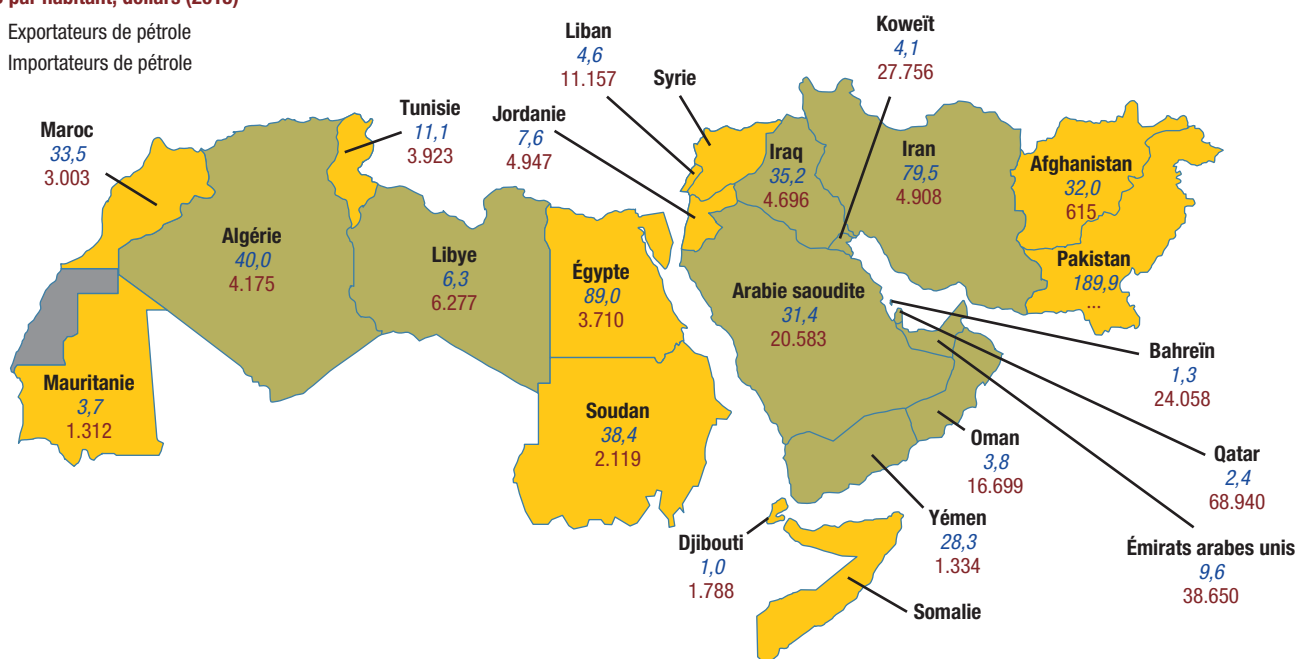 par habitant, dollars
Exportateurs de pétrole
Importateurs de pétrole
Maroc
33,5
3.003
Tunisie
11,1
3.923
Liban
4,6
11.157
Syrie
Jordanie
7,6
4.947
Koweït
4,1
27.756
Iraq
35,2
4.696
Iran
79,5
4.908
Afghanistan
32,0
615
Pakistan
189,9
...
Algérie
40,0
4.175
Libye
6,3
6.277
Égypte
89,0
3.710
Arabie saoudite
31,4
20.583
Bahreïn
1,3
24.058
Mauritanie
3,7
1.312
Soudan
38,4
2.119
Oman
3,8
16.699
Qatar
2,4
68.940
Yémen
28,3
1.334
Émirats arabes unis
9,6
38.650
Djibouti
1,0
1.788
Somalie